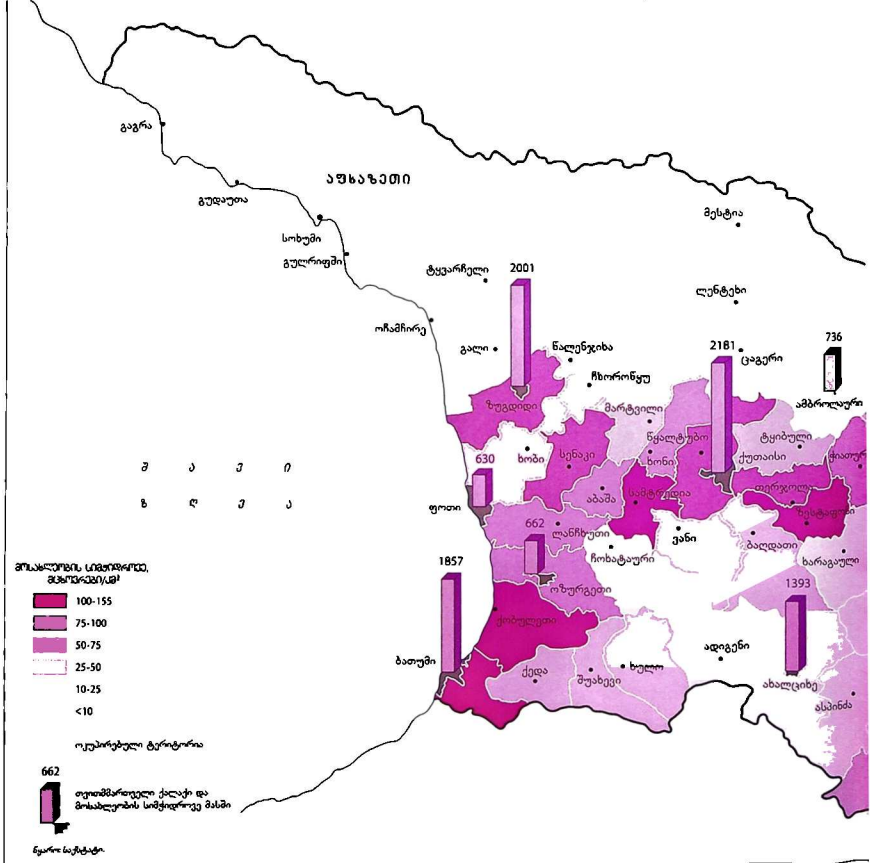 გაგრა
აფხაზეთი
გუდაუთა
მესტია
სოხუმი
გულრიფში
ტყვარჩელი
2001
ლენტეხი
ოჩამჩირე
2181
736
გალი
წალენჯიხა
ცაგერი
ჩხოროწყუ
ამბროლაური
ზუგდიდი
მარტვილი
წყალტუბო
ტყიბული
ხობი
სენაკი
ხონი
ქუთაისი
ჭიათურ
შ ა ვ ი
630
თერჯოლა
აბაშა
სამტრედია
ზ ღ ვ ა
ფოთი
ზესტაფონი
662
ლანჩხუთი
ვანი
ბაღდათი
ჩოხატაური
ხარაგაული
მოსახლეობის სიმჭიდროვე,
მცხოვრები/კმ²
1857
1393
ოზურგეთი
100-155
75-100
ქობულეთი
50-75
25-50
ბათუმი
ქედა
შუახევი
ხულო
ადიგენი
ახალციხე
10-25
ასპინძა
<10
ოკუპირებული ტერიტორია
662
თვითმმართველი ქალაქი და
მოსახლეობის სიმჭიდროვე მასში
წყარო: საქსტატი.